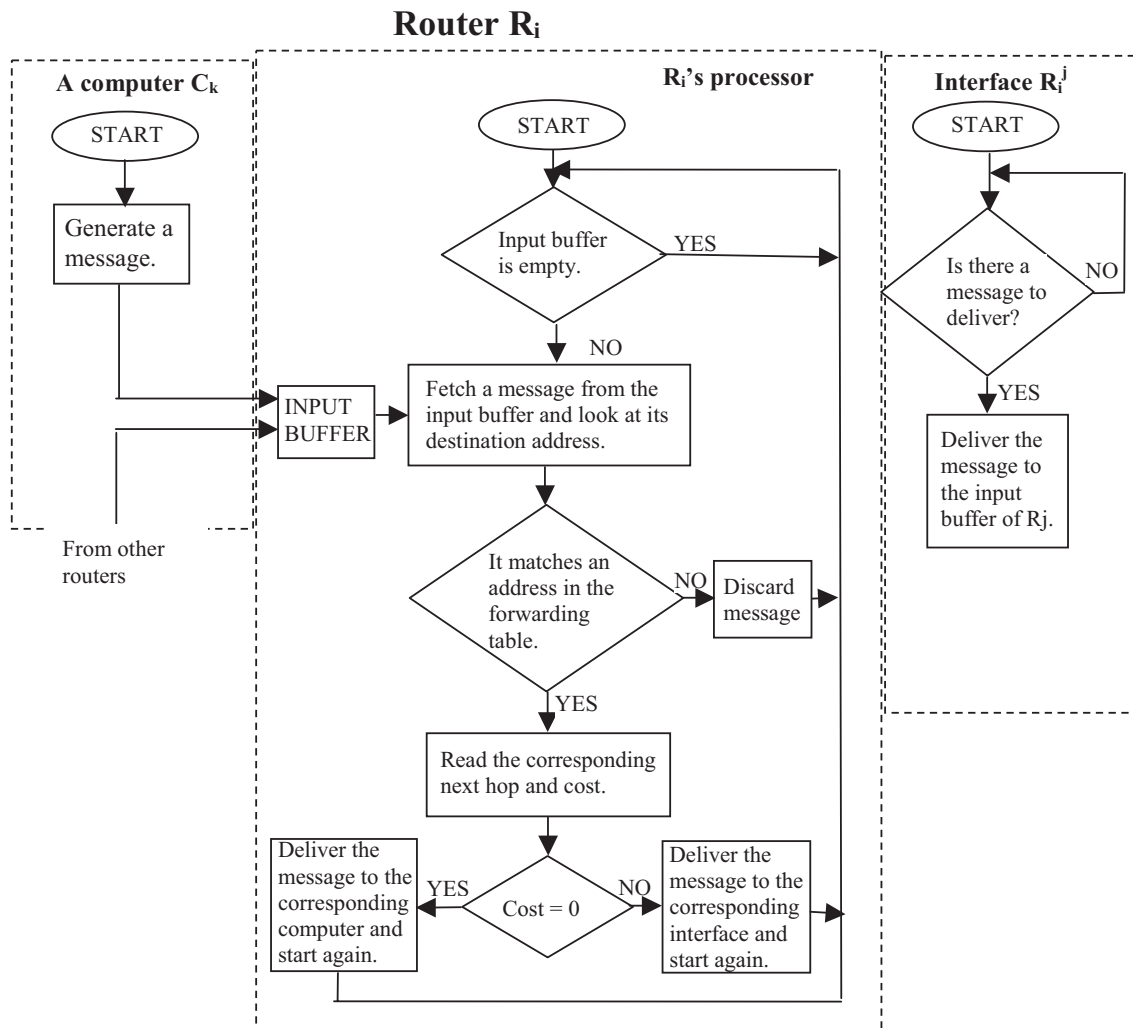 Router Ri
A computer Ck
START
Generate a
message.
From other
routers
Ri’s processor
START
Input buffer
is empty.
YES
NO
INPUT
BUFFER
Fetch a message from the
input buffer and look at its
destination address.
It matches an
address in the
forwarding
table.
NO
Discard
message
YES
Read the corresponding
next hop and cost.
Cost = 0
YES
Deliver the
message to the
corresponding
computer and
start again.
NO
Deliver the
message to the
corresponding
interface and
start again.
Interface Rij
START
Is there a
message to
deliver?
NO
YES
Deliver the
message to
the input
buffer of Rj.